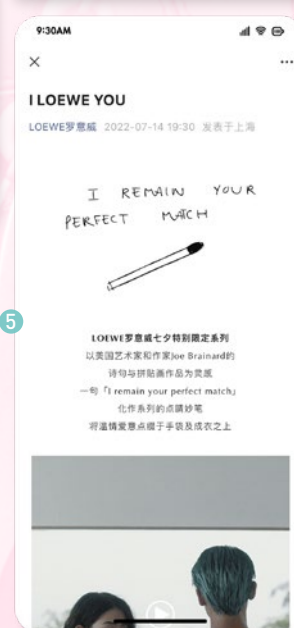 9:30AM
I LOEWE YOU
LOEWE罗意威 2022-07-14 19:30 发表于上海
I REMAIN YOUR
PERFECT MATCH
5
LOEWE罗意威七夕特别限定系列
以美国艺术家和作家Joe Brainard的
诗句与拼贴画作品为灵感
一句「I remain your perfect match」
化作系列的点睛妙笔
将温情爱意点缀于手袋及成衣之上